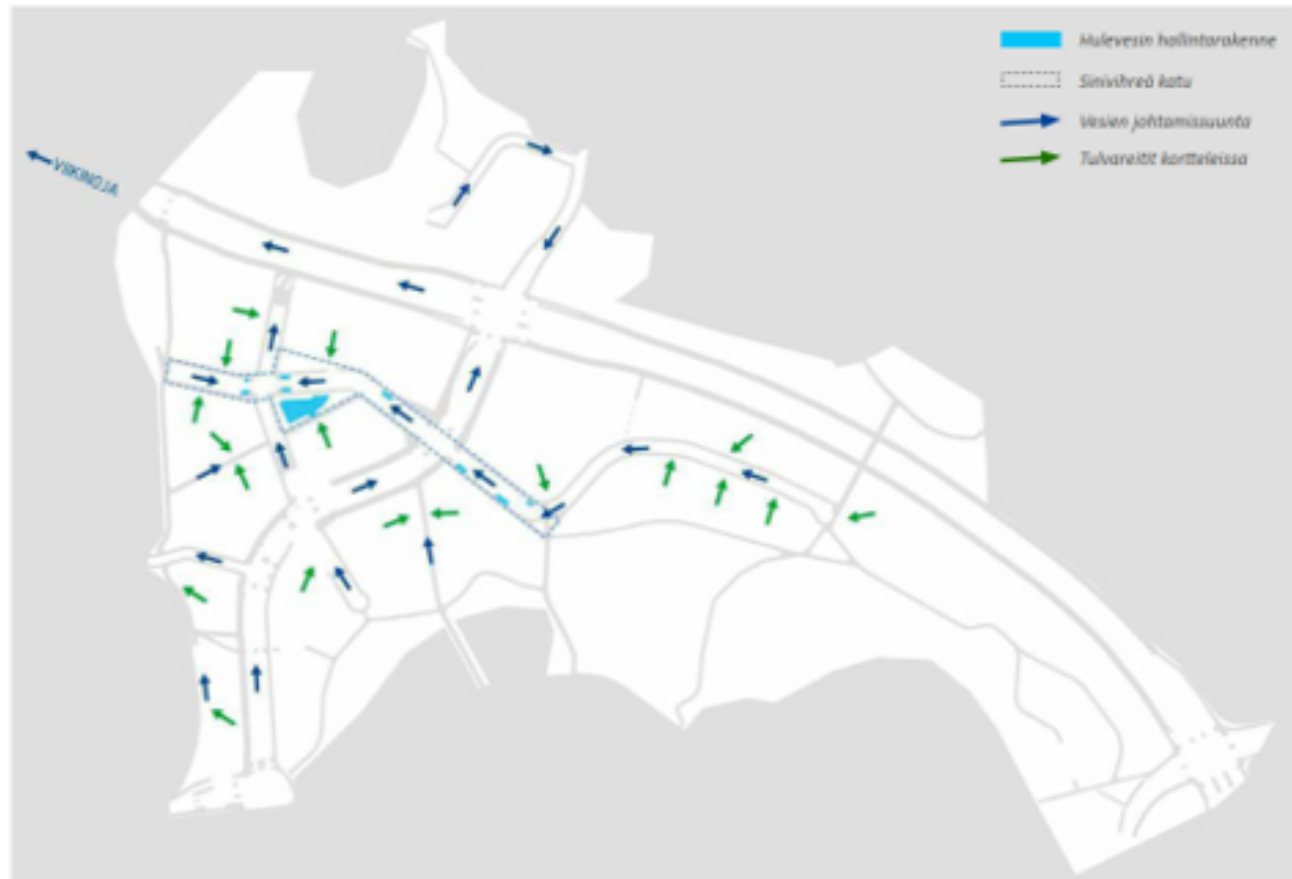 Hulevesin hallintarakenne
Sinivihreä katu
Vesien johtamissuunta
Tulvareitit kortteleissa
VIIKINOJA